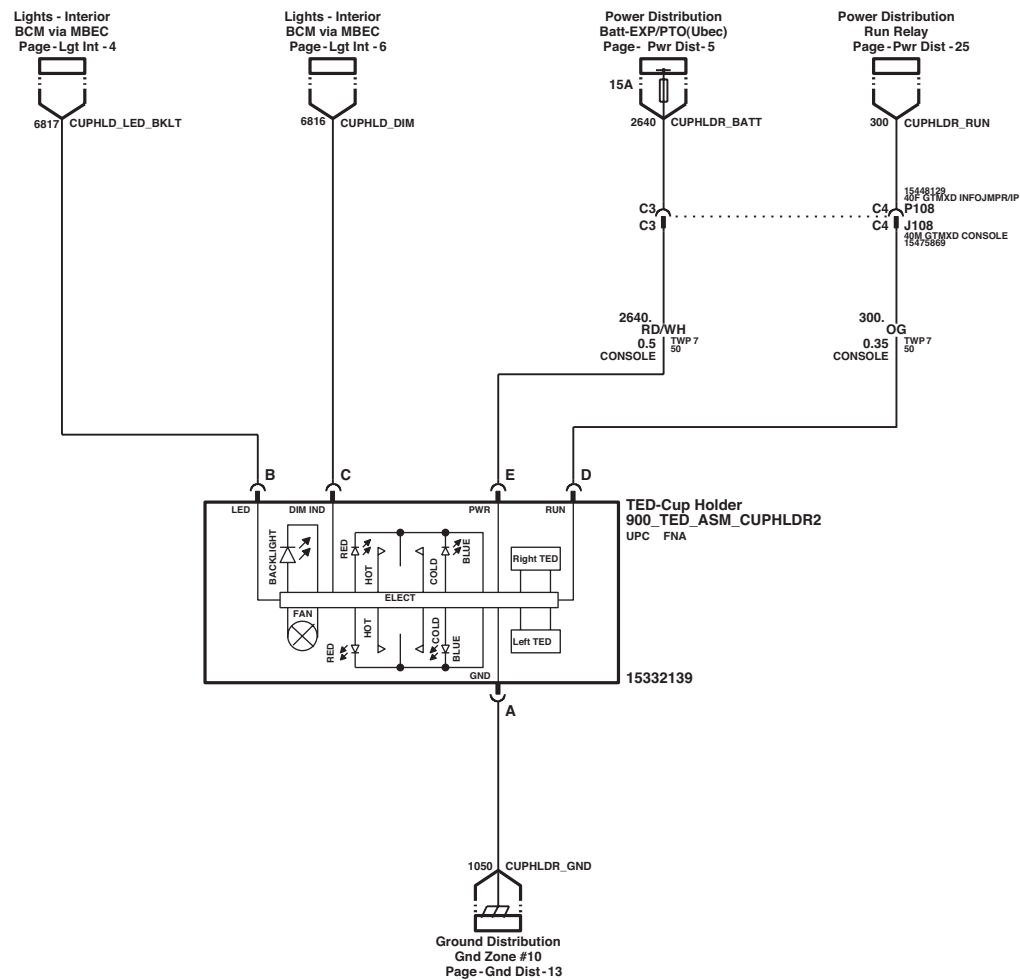 Lights - Interior
BCM via MBEC
Page - Lgt Int - 4
Lights - Interior
BCM via MBEC
Page - Lgt Int - 6
Power Distribution
Batt-EXP/PTO(Ubec)
Page- Pwr Dist - 5
Power Distribution
Run Relay
Page - Pwr Dist - 25
15A
6817 CUPHLD_LED_BKLT
6816 CUPHLD_DIM
2640 CUPHLDR_BATT
300 CUPHLDR_RUN
15448129
40F GTMXD INFOJMPR/IP
C3
C4 P108
C3
C4 J108
40M GTMXD CONSOLE
15475869
2640.
RD/WH
0.5 TWP 7
50
CONSOLE
300.
OG
0.35 TWP 7
50
CONSOLE
B
C
E
D
LED
DIM IND
PWR
RUN
TED-Cup Holder
900_TED_ASM_CUPHLDR2
UPC FNA
BACKLIGHT
RED
HOT
COLD
BLUE
Right TED
ELECT
FAN
RED
HOT
COLD
BLUE
Left TED
GND
15332139
A
1050 CUPHLDR_GND
Ground Distribution
Gnd Zone #10
Page - Gnd Dist - 13